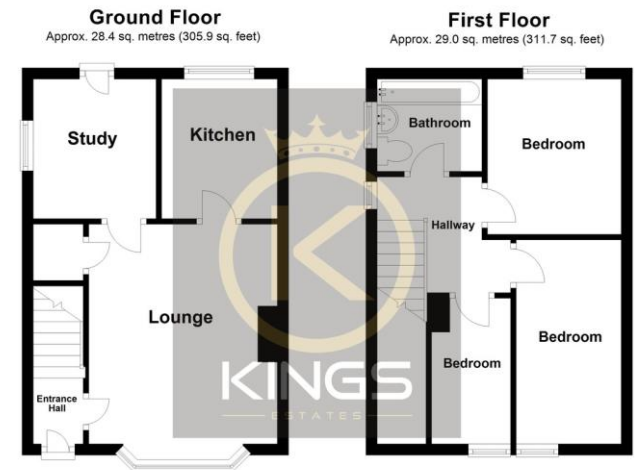 Ground Floor
Approx. 28.4 sq. metres (305.9 sq. feet)
Study
Kitchen
Lounge
Entrance
Hall
First Floor
Approx. 29.0 sq. metres (311.7 sq. feet)
Bathroom
Bedroom
Hallway
Bedroom
Bedroom
K
KINGS
ESTATES